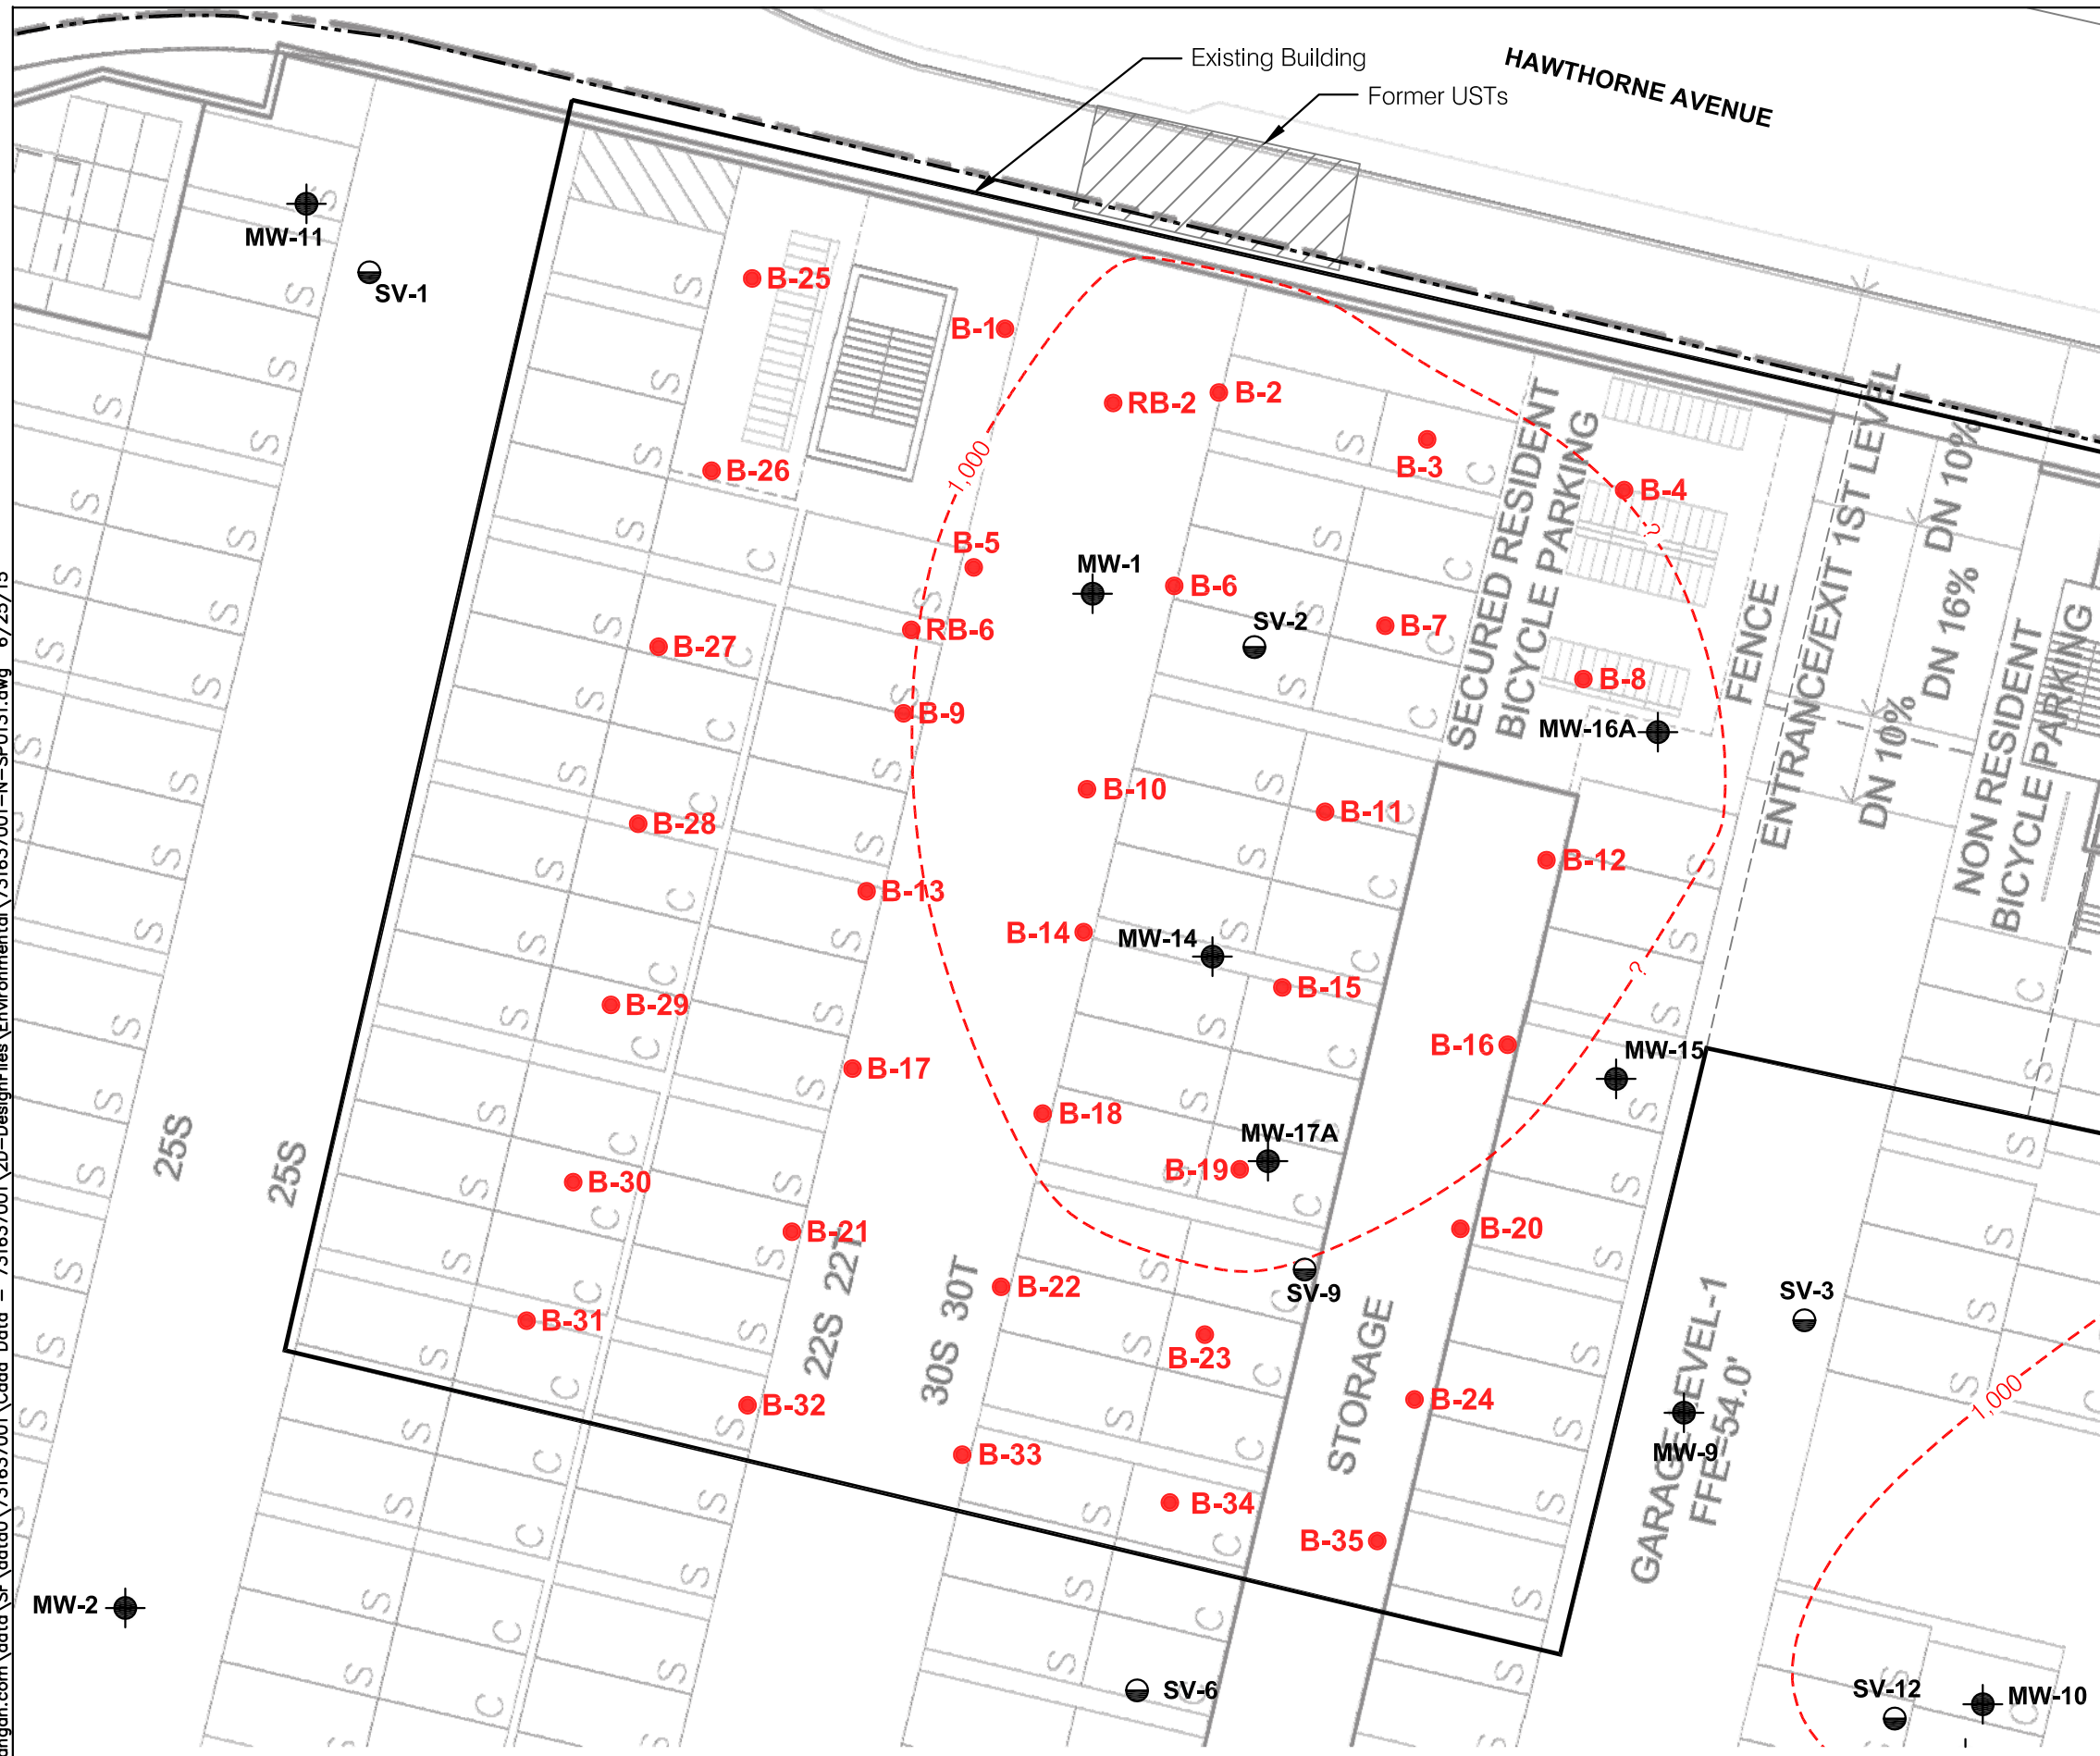 Existing Building
Former USTs
HAWTHORNE AVENUE
MW-11
SV-1
B-25
B-1
RB-2
B-2
B-3
B-4
B-26
1,000
B-5
MW-1
B-6
SV-2
B-7
RB-6
B-27
B-8
B-9
MW-16A
B-10
B-11
B-28
B-12
B-13
B-14
MW-14
B-15
B-29
B-16
MW-15
B-17
B-18
MW-17A
B-19
B-30
B-20
B-21
B-22
SV-9
B-23
B-31
SV-3
B-24
B-32
MW-9
B-33
B-34
B-35
MW-2
SV-6
SV-12
MW-10
1,000
?
?
SECURED RESIDENT
BICYCLE PARKING
FENCE
ENTRANCE/EXIT 1ST LEVEL
DN 10%
DN 16%
DN 10%
NON RESIDENT
BICYCLE PARKING
25S
25S
22S 22T
30S 30T
STORAGE
GARAGE LEVEL-1
FFE=54.0'